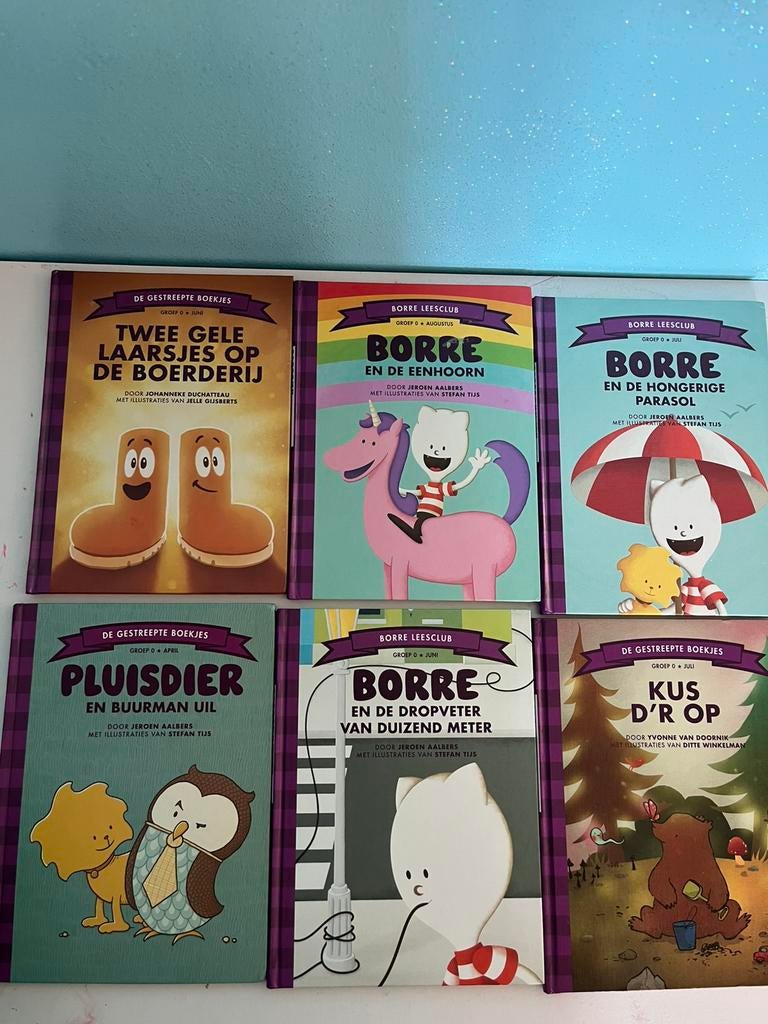 DE GESTREEPTE BOEKJES
GROEP 0 ★ JUNI
TWEE GELE
LAARSJES OP
DE BOERDERIJ
DOOR JOHANNEKE DUCHATTEAU
MET ILLUSTRATIES VAN JELLE GIJSBERTS
BORRE LEESCLUB
GROEP 0 ★ AUGUSTUS
BORRE
EN DE EENHOORN
DOOR JEROEN AALBERS
MET ILLUSTRATIES VAN STEFAN TIJS
BORRE LEESCLUB
GROEP 0 ★ JULI
BORRE
EN DE HONGERIGE
PARASOL
DOOR JEROEN AALBERS
MET ILLUSTRATIES VAN STEFAN TIJS
DE GESTREEPTE BOEKJES
GROEP 0 ★ APRIL
PLUISDIER
EN BUURMAN UIL
DOOR JEROEN AALBERS
MET ILLUSTRATIES VAN STEFAN TIJS
BORRE LEESCLUB
GROEP 0 ★ JUNI
BORRE
EN DE DROPVETER
VAN DUIZEND METER
DOOR JEROEN AALBERS
MET ILLUSTRATIES VAN STEFAN TIJS
DE GESTREEPTE BOEKJES
GROEP 0 ★ JULI
KUS
D'R OP
DOOR YVONNE VAN DOORNIK
MET ILLUSTRATIES VAN DITTE WINKELMAN